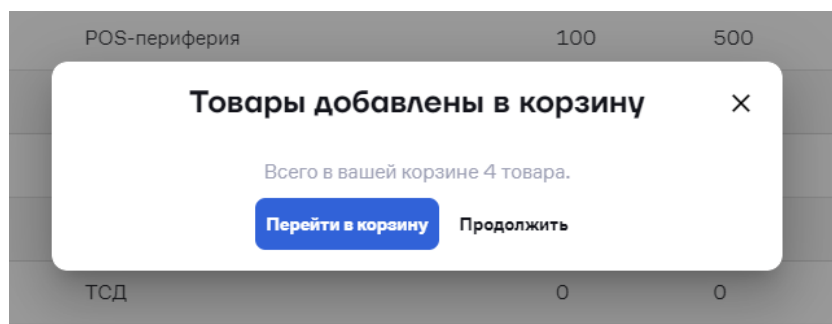 POS-периферия 100 500
Товары добавлены в корзину
Всего в вашей корзине 4 товара.
Перейти в корзину Продолжить
ТСД 0 0